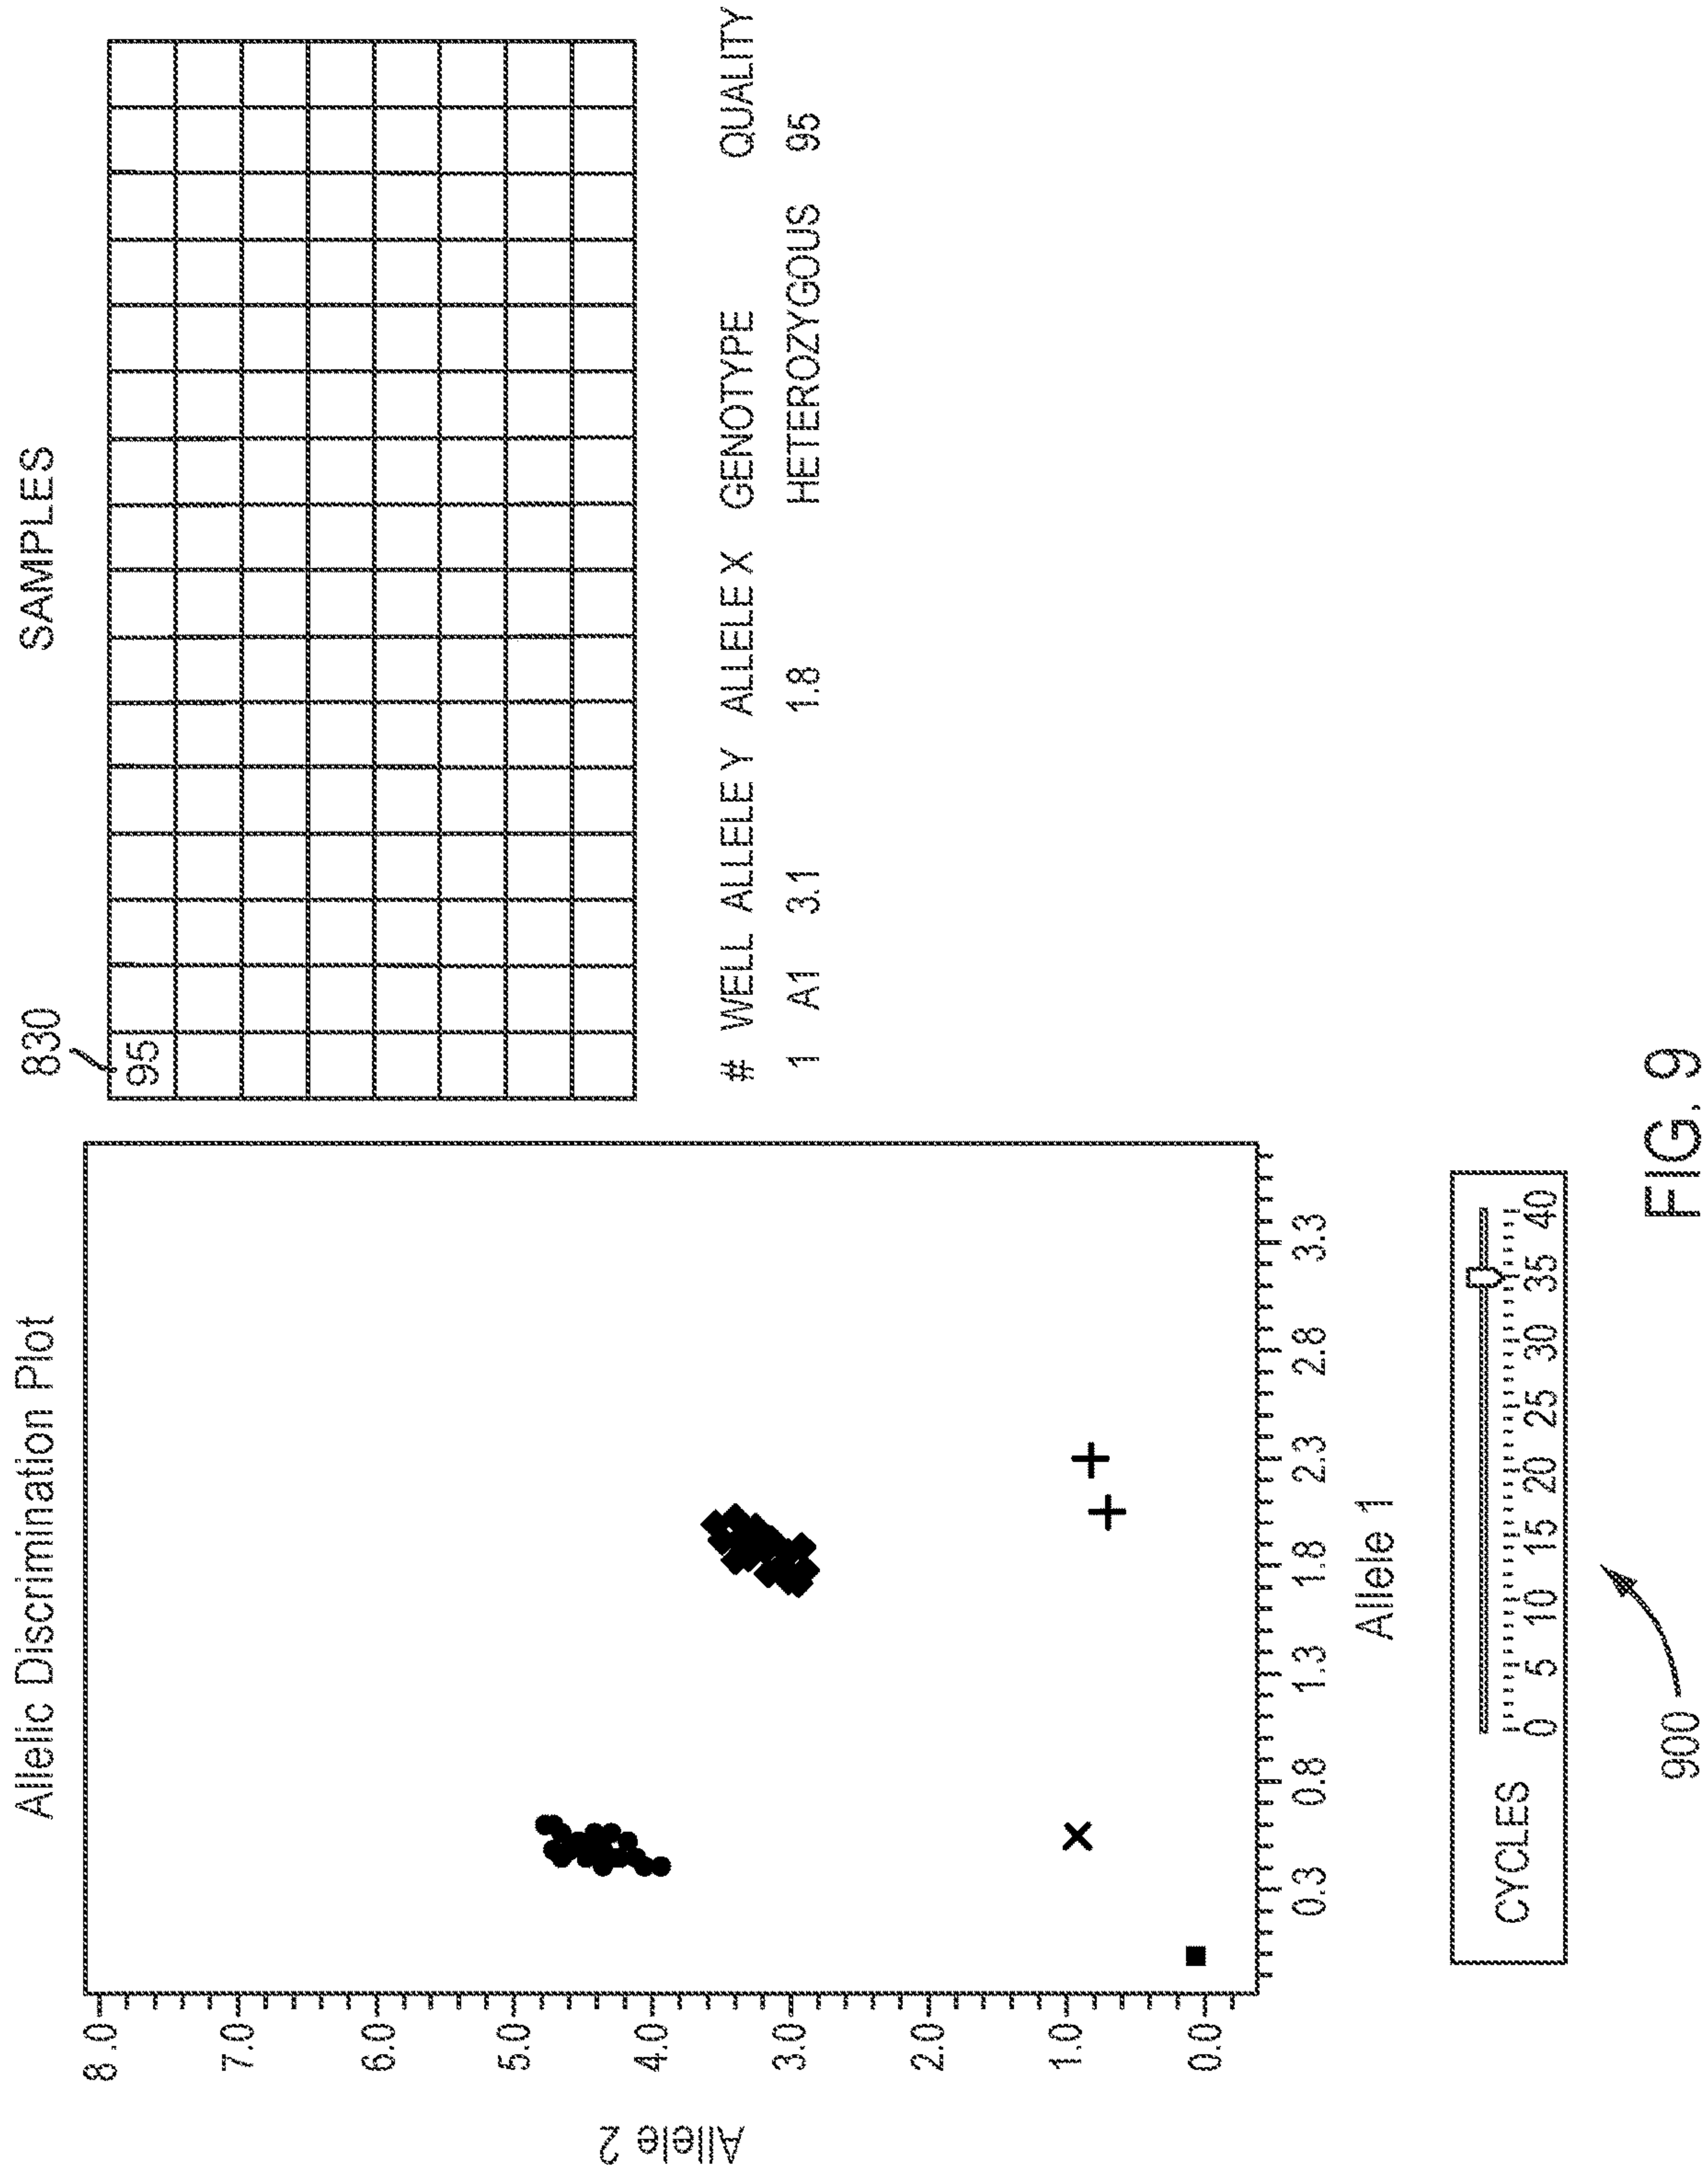 Allelic Discrimination Plot
Allele 2
8.0
7.0
6.0
5.0
4.0
3.0
2.0
1.0
0.0
0.3 0.8 1.3 1.8 2.3 2.8 3.3
Allele 1
CYCLES
0 5 10 15 20 25 30 35 40
900
830
SAMPLES
95
# WELL ALLELE Y ALLELE X GENOTYPE QUALITY
1 A1 3.1 1.8 HETEROZYGOUS 95
FIG. 9